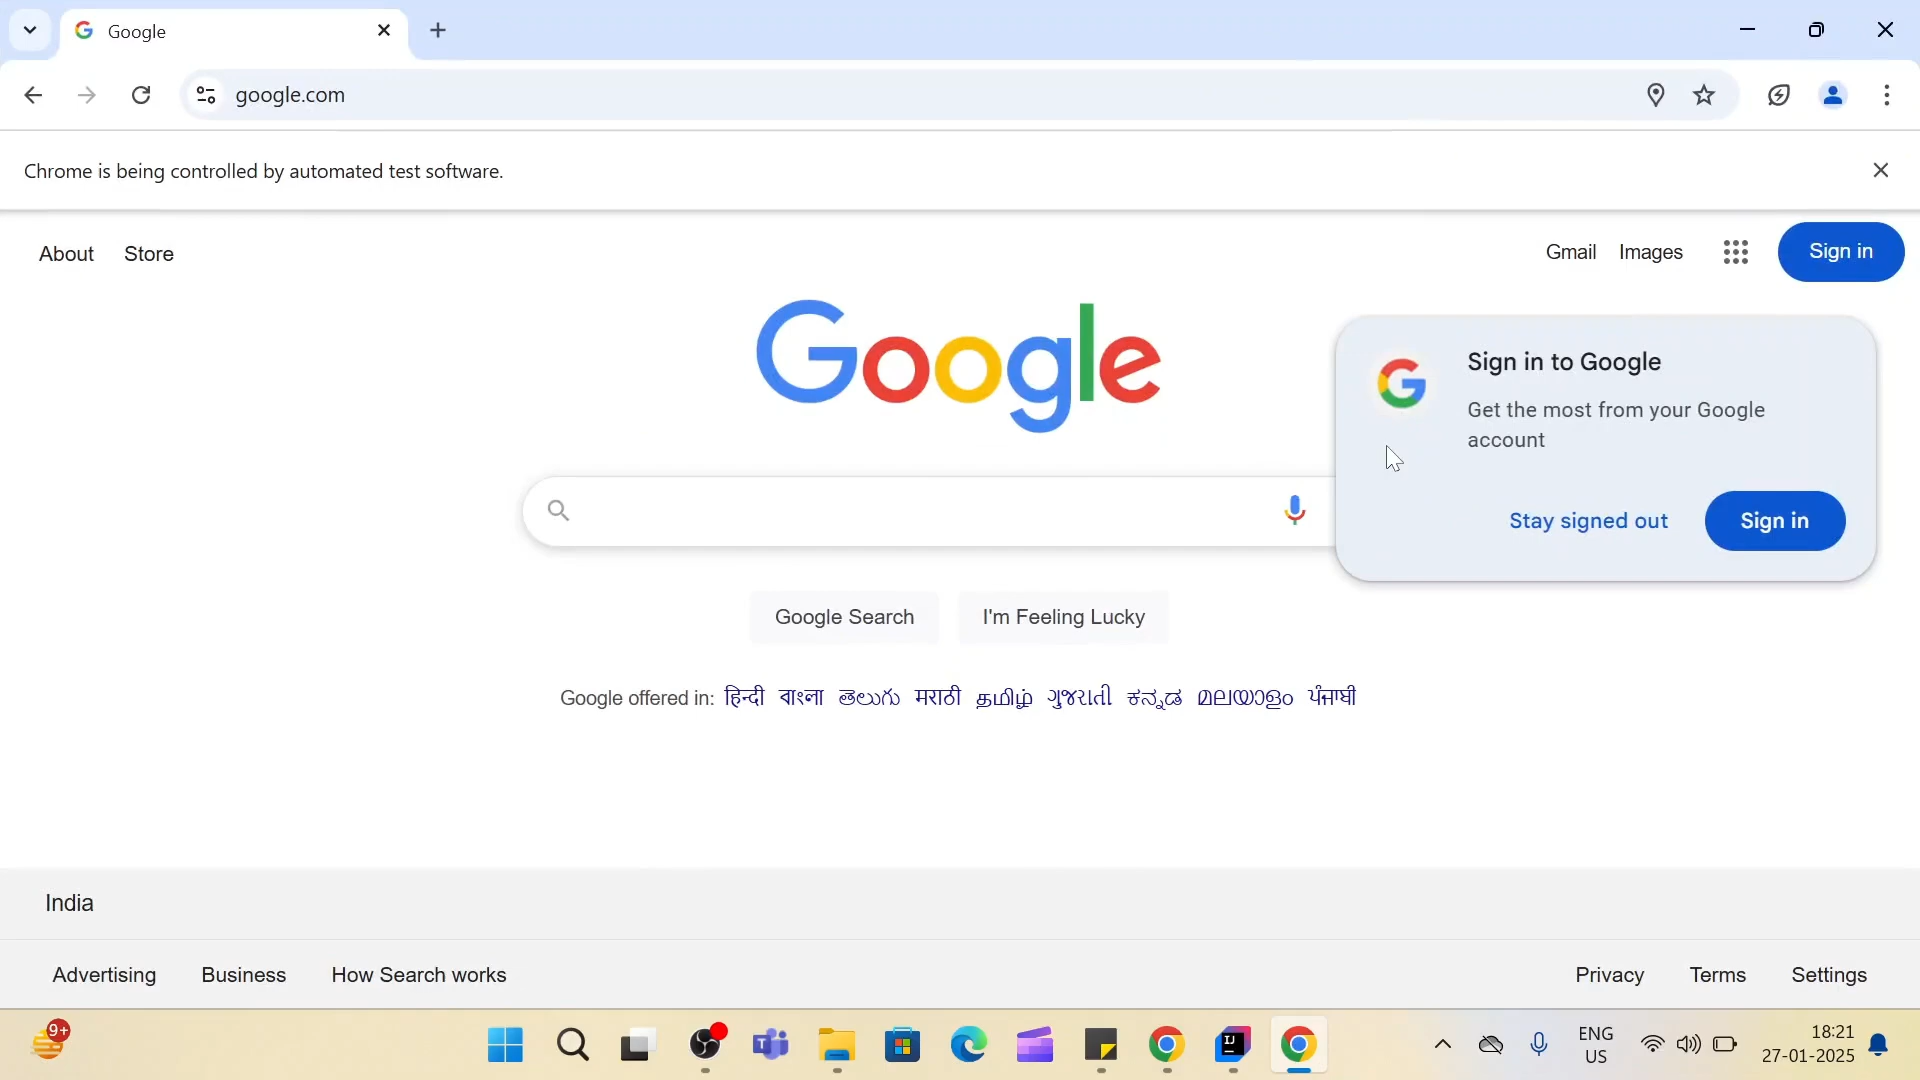 Google
google.com
Chrome is being controlled by automated test software.
About Store
Gmail Images Sign in
Google
Sign in to Google
Get the most from your Google
account
Stay signed out Sign in
Google Search I'm Feeling Lucky
Google offered in: हिन्दी বাংলা తెలుగు मराठी தமிழ் ગુજરાતી ಕನ್ನಡ മലയാളം ਪੰਜਾਬੀ
India
Advertising Business How Search works
Privacy Terms Settings
9+
ENG
US
18:21
27-01-2025